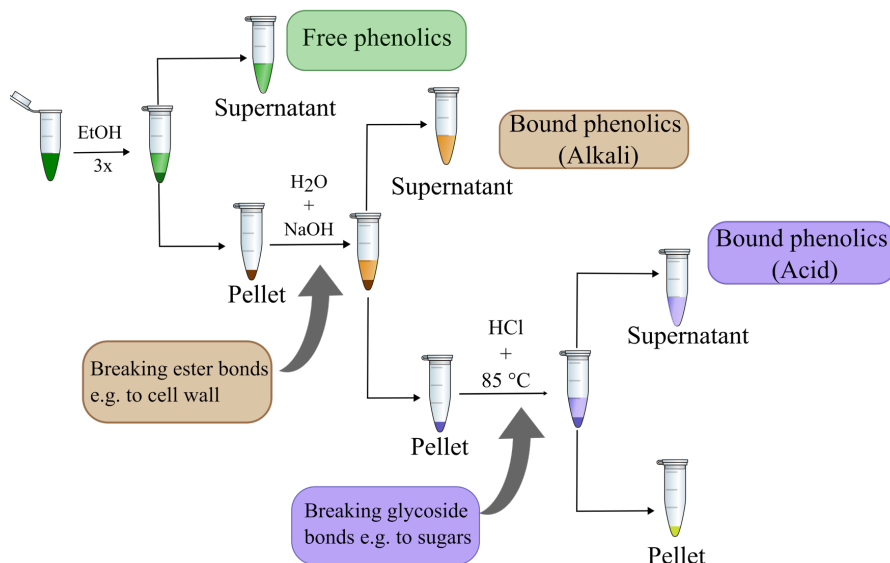 Free phenolics
Supernatant
EtOH
3x
Bound phenolics
(Alkali)
Supernatant
H2O
+
NaOH
Pellet
Bound phenolics
(Acid)
Supernatant
HCl
+
85 °C
Breaking ester bonds
e.g. to cell wall
Pellet
Breaking glycoside
bonds e.g. to sugars
Pellet